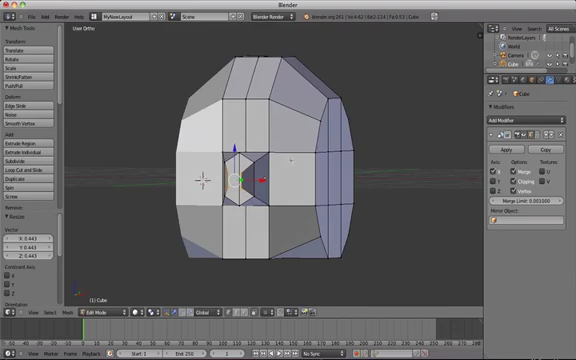 Blender
File Add Render Window Help
MyNewLayout
Scene
Blender Render
Mesh Tools
Transform:
Translate
Rotate
Scale
Shrink/Fatten
Push/Pull
Deform:
Edge Slide
Noise
Smooth Vertex
Add:
Extrude Region
Extrude Individual
Subdivide
Loop Cut and Slide
Duplicate
Spin
Screw
Remove:
Resize
Vector
X: 0.443
Y: 0.443
Z: 0.443
Constraint Axis
X
Y
Z
User Ortho
(1) Cube
View Select Mesh
Edit Mode
Global
RenderLayers
World
Camera
Cube
Cube
Modifiers
Add Modifier
Apply
Copy
Axis:
Options:
Textures:
X
Merge
U
Y
Clipping
V
Z
Vertex
Merge Limit: 0.001000
Mirror Object:
View Marker Frame Playback
Start: 1
End: 250
1
No Sync